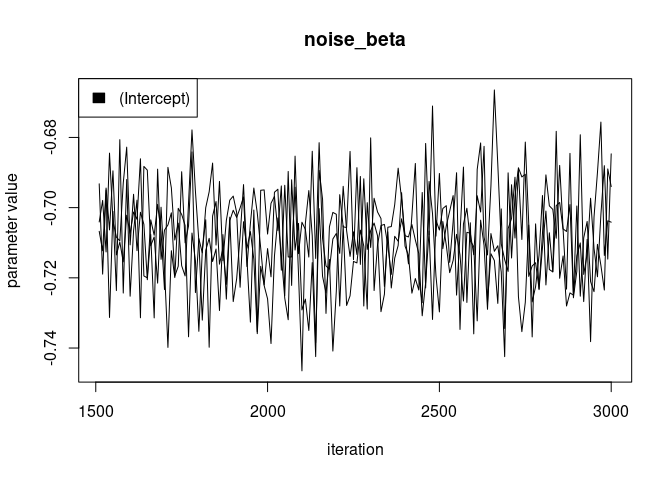 noise_beta
(Intercept)
parameter value
-0.68
-0.70
-0.72
-0.74
1500
2000
2500
3000
iteration